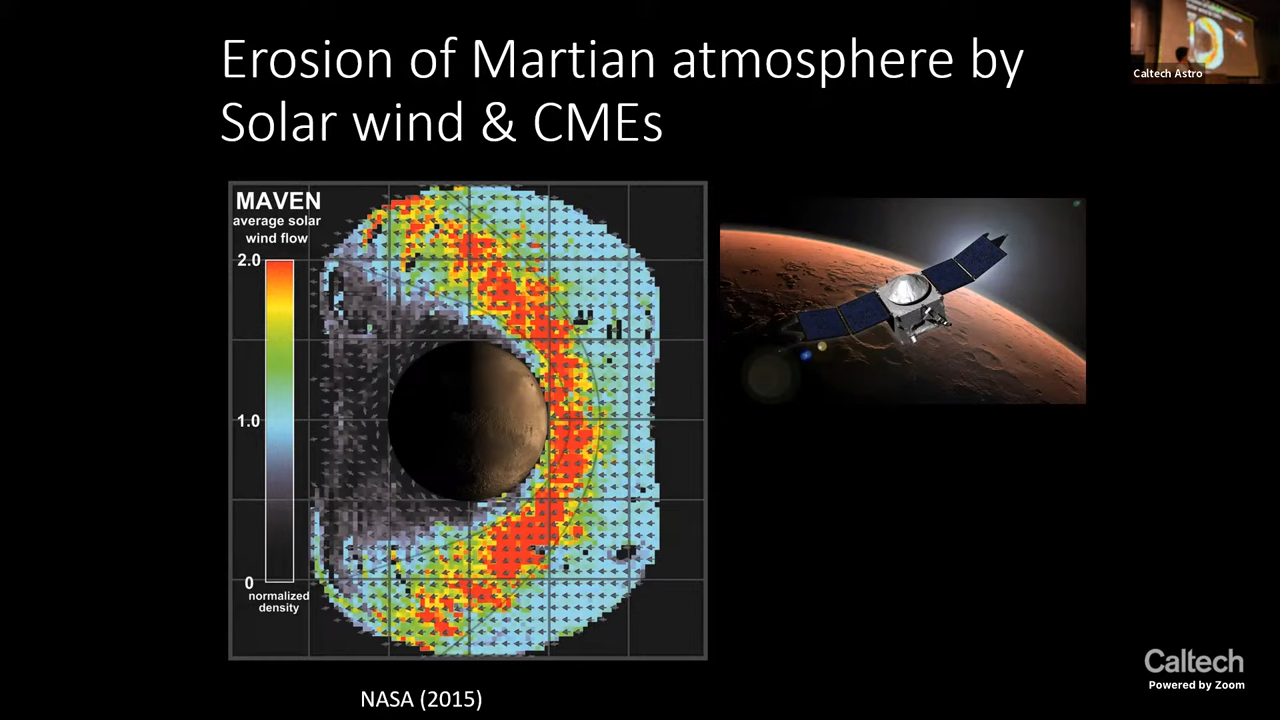 Erosion of Martian atmosphere by
Solar wind & CMEs
Caltech Astro
MAVEN
average solar
wind flow
2.0
1.0
0
normalized
density
NASA (2015)
Caltech
Powered by Zoom